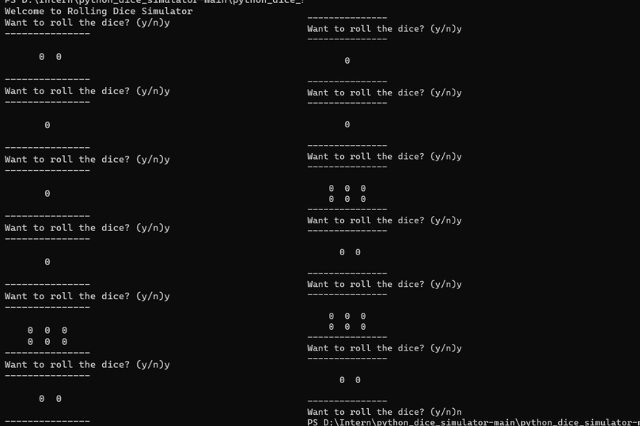 PS D:\Intern\python_dice_simulator-main\python_dice_
Welcome to Rolling Dice Simulator
Want to roll the dice? (y/n)y
---------------
0 0
---------------
Want to roll the dice? (y/n)y
---------------
0
---------------
Want to roll the dice? (y/n)y
---------------
0
---------------
Want to roll the dice? (y/n)y
---------------
0
---------------
Want to roll the dice? (y/n)y
---------------
0 0 0
0 0 0
---------------
Want to roll the dice? (y/n)y
---------------
0 0
---------------
---------------
Want to roll the dice? (y/n)y
---------------
0
---------------
Want to roll the dice? (y/n)y
---------------
0
---------------
Want to roll the dice? (y/n)y
---------------
0 0 0
0 0 0
---------------
Want to roll the dice? (y/n)y
---------------
0 0
---------------
Want to roll the dice? (y/n)y
---------------
0 0 0
0 0 0
---------------
Want to roll the dice? (y/n)y
---------------
0 0
---------------
Want to roll the dice? (y/n)n
PS D:\Intern\python_dice_simulator-main\python_dice_simulator-m